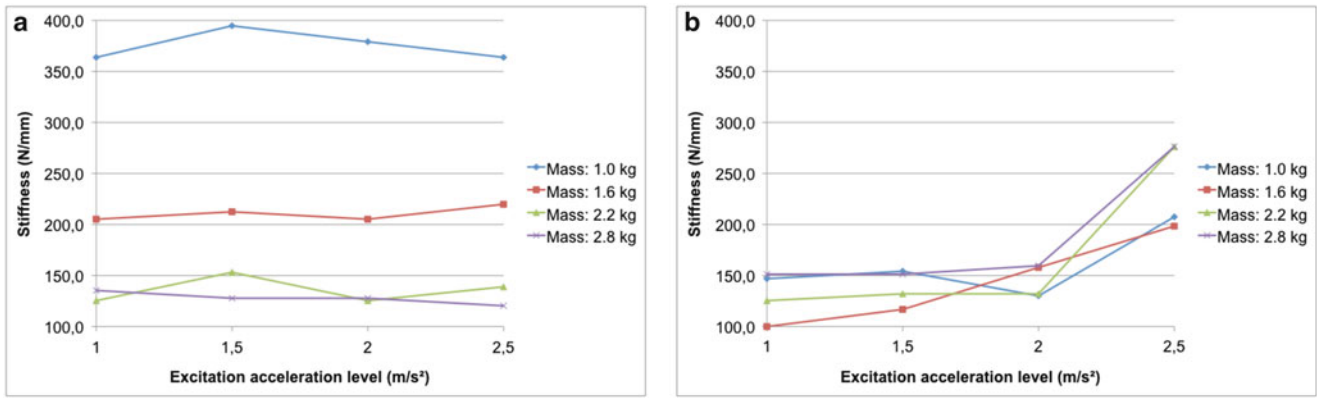 a
400,0
350,0
300,0
250,0
200,0
150,0
100,0
Stiffness (N/mm)
1 1,5 2 2,5
Excitation acceleration level (m/s²)
Mass: 1.0 kg
Mass: 1.6 kg
Mass: 2.2 kg
Mass: 2.8 kg
b
400,0
350,0
300,0
250,0
200,0
150,0
100,0
Stiffness (N/mm)
1 1,5 2 2,5
Excitation acceleration level (m/s²)
Mass: 1.0 kg
Mass: 1.6 kg
Mass: 2.2 kg
Mass: 2.8 kg